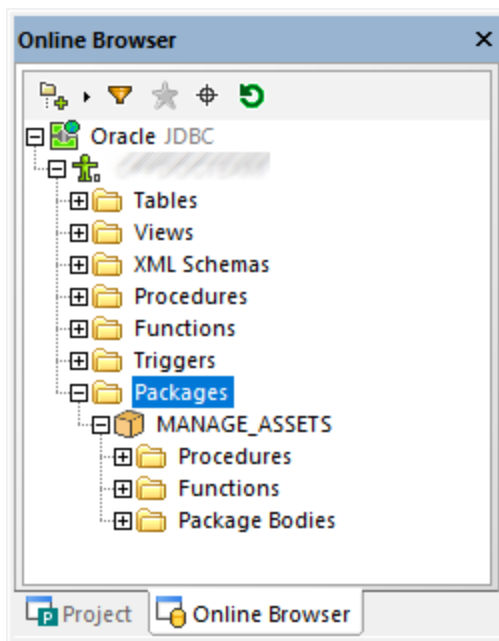 Online Browser
Oracle JDBC
Tables
Views
XML Schemas
Procedures
Functions
Triggers
Packages
MANAGE_ASSETS
Procedures
Functions
Package Bodies
Project
Online Browser